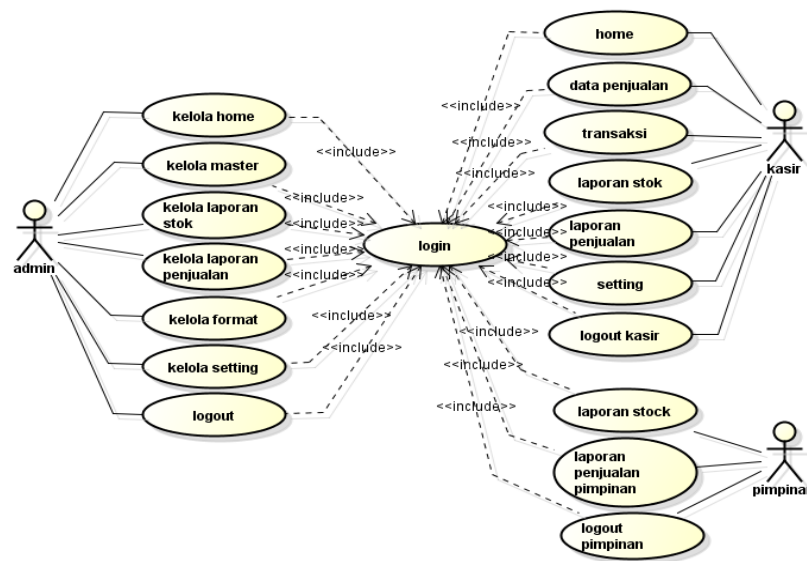 home
data penjualan
<<include>>
kelola home
transaksi
<<include>>
<<include>>
kelola master
laporan stok
kasir
<<include>>
<<include>>
kelola laporan
stok
<<include>>
<<include>>
laporan
penjualan
admin
login
<<include>>
kelola laporan
penjualan
<<include>>
<<include>>
<<include>>
setting
kelola format
<<include>>
logout kasir
<<include>>
kelola setting
<<include>>
<<include>>
logout
<<include>>
laporan stock
laporan
penjualan
pimpinan
pimpinan
logout
pimpinan